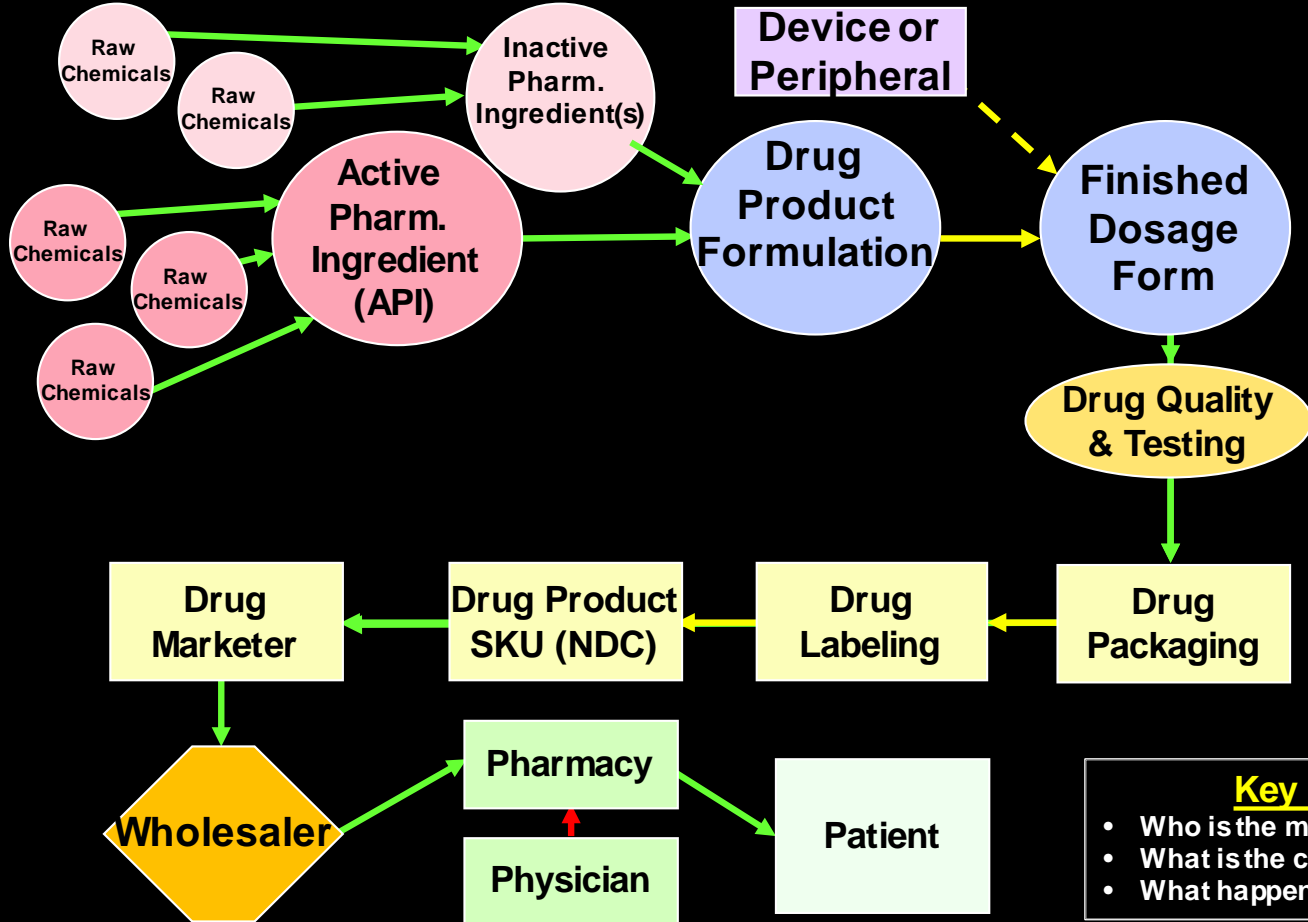 Raw
Chemicals
Raw
Chemicals
Inactive
Pharm.
Ingredient(s)
Device or
Peripheral
Raw
Chemicals
Raw
Chemicals
Raw
Chemicals
Active
Pharm.
Ingredient
(API)
Drug
Product
Formulation
Finished
Dosage
Form
Drug Quality
& Testing
Drug
Marketer
Drug Product
SKU (NDC)
Drug
Labeling
Drug
Packaging
Wholesaler
Pharmacy
Physician
Patient
Key
• Who is the
• What is the
• What